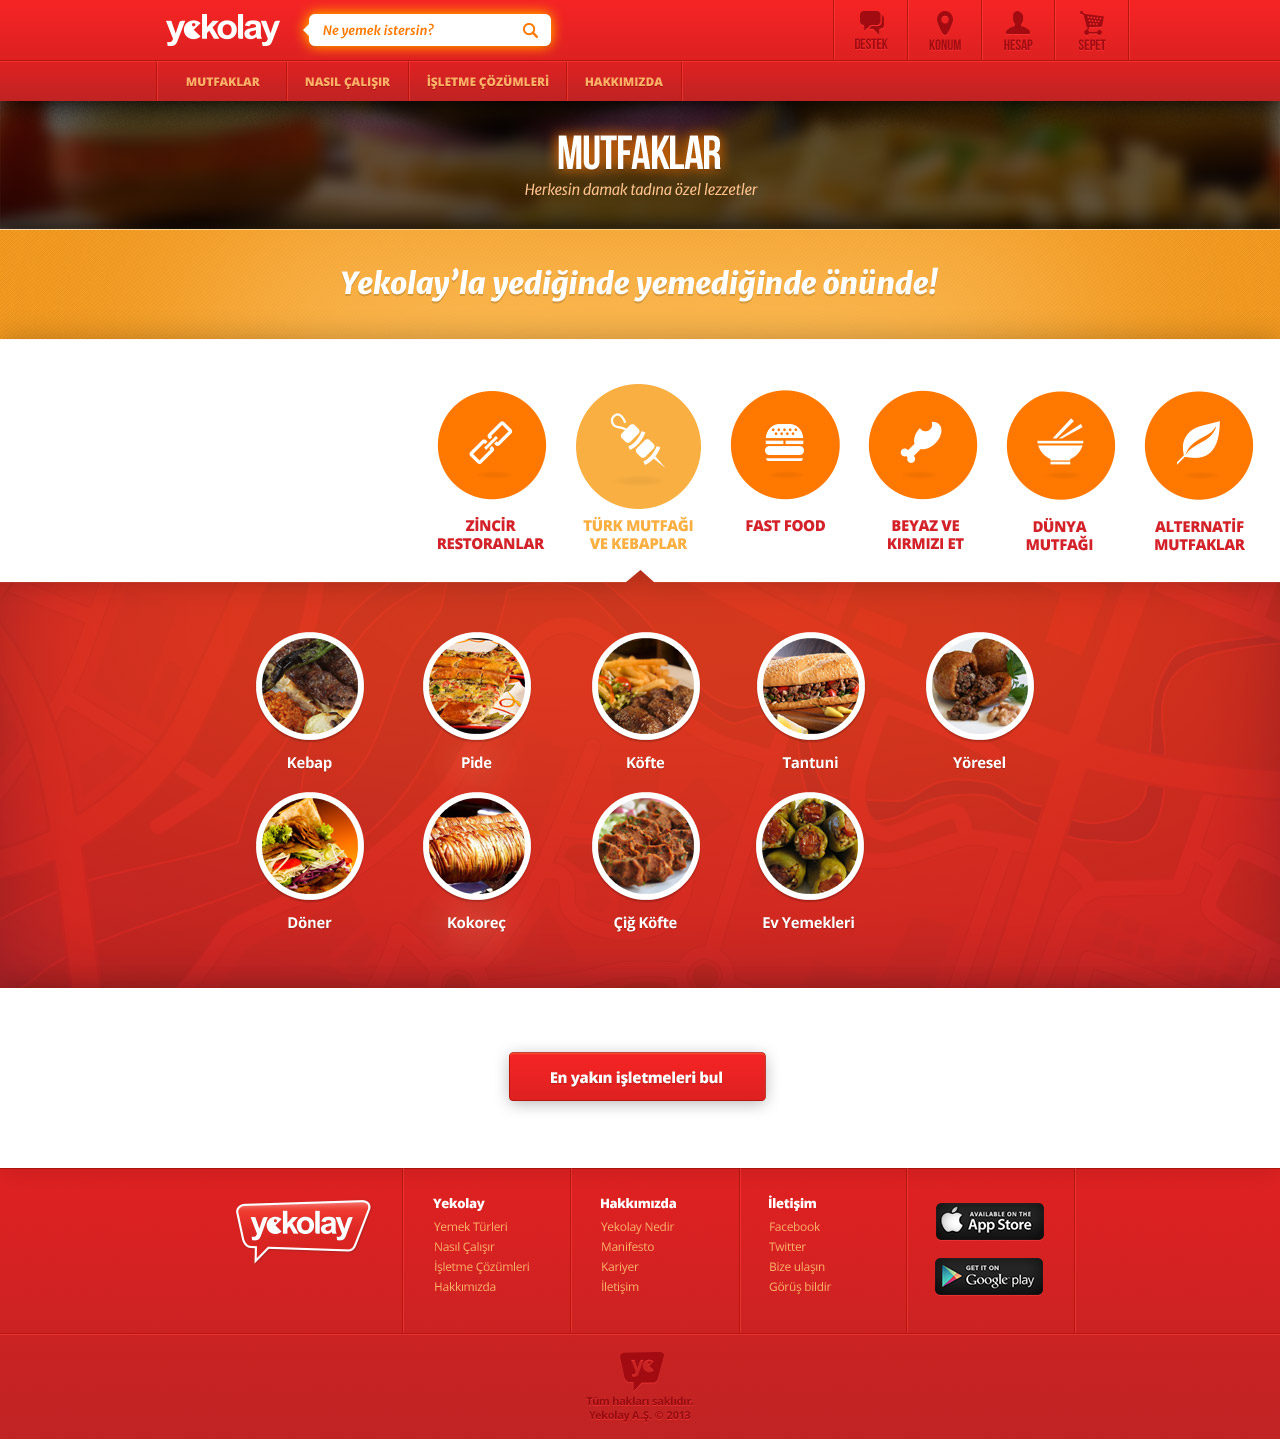 yekolay
Ne yemek istersin?
DESTEK
KONUM
HESAP
SEPET
MUTFAKLAR
NASIL ÇALIŞIR
İŞLETME ÇÖZÜMLERİ
HAKKIMIZDA
MUTFAKLAR
Herkesin damak tadına özel lezzetler
Yekolay’la yediğinde yemediğinde önünde!
ZİNCİR
RESTORANLAR
TÜRK MUTFAĞI
VE KEBAPLAR
FAST FOOD
BEYAZ VE
KIRMIZI ET
DÜNYA
MUTFAĞI
ALTERNATİF
MUTFAKLAR
Kebap
Pide
Köfte
Tantuni
Yöresel
Döner
Kokoreç
Çiğ Köfte
Ev Yemekleri
En yakın işletmeleri bul
yekolay
Yekolay
Yemek Türleri
Nasıl Çalışır
İşletme Çözümleri
Hakkımızda
Hakkımızda
Yekolay Nedir
Manifesto
Kariyer
İletişim
İletişim
Facebook
Twitter
Bize ulaşın
Görüş bildir
AVAILABLE ON THE
App Store
GET IT ON
Google play
ye
Tüm hakları saklıdır.
Yekolay A.Ş. © 2013